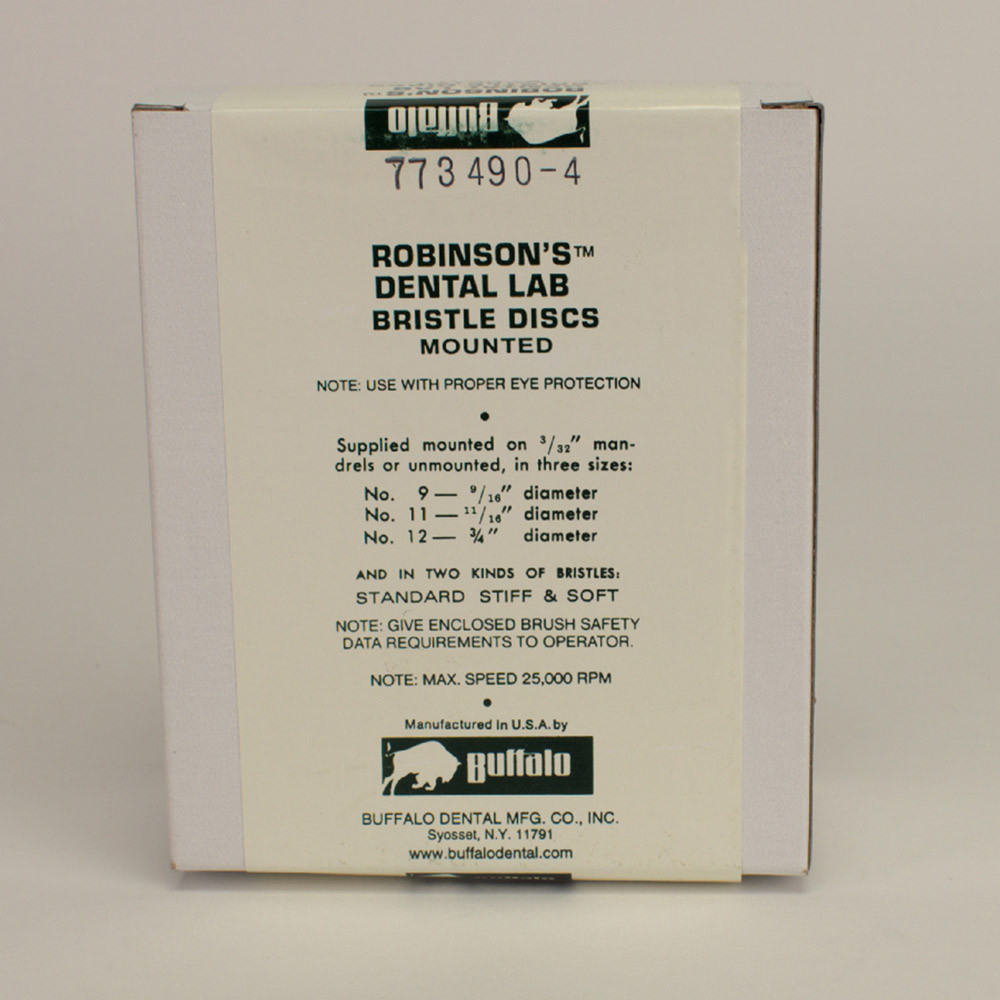 ROBINSON'S
Buffalo
773490-4
ROBINSON'S™
DENTAL LAB
BRISTLE DISCS
MOUNTED
NOTE: USE WITH PROPER EYE PROTECTION
•
Supplied mounted on 3/32" man-
drels or unmounted, in three sizes:
No. 9 — 9/16" diameter
No. 11 — 11/16" diameter
No. 12 — 3/4" diameter
AND IN TWO KINDS OF BRISTLES:
STANDARD STIFF & SOFT
NOTE: GIVE ENCLOSED BRUSH SAFETY
DATA REQUIREMENTS TO OPERATOR.
NOTE: MAX. SPEED 25,000 RPM
•
Manufactured in U.S.A. by
Buffalo
BUFFALO DENTAL MFG. CO., INC.
Syosset, N.Y. 11791
www.buffalodental.com